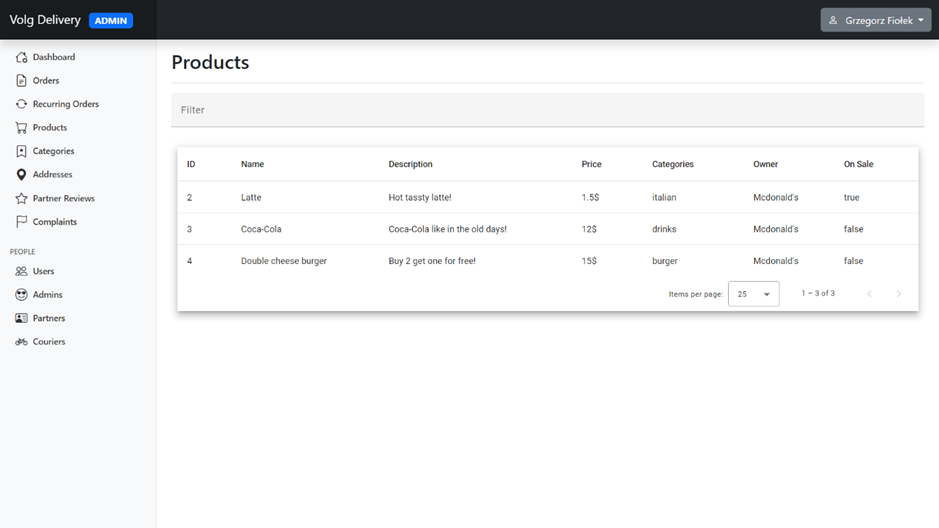 Volg Delivery ADMIN
Grzegorz Fiołek
Dashboard
Orders
Recurring Orders
Products
Categories
Addresses
Partner Reviews
Complaints
PEOPLE
Users
Admins
Partners
Couriers
Products
Filter
ID Name Description Price Categories Owner On Sale
2 Latte Hot tassty latte! 1.5$ italian Mcdonald's true
3 Coca-Cola Coca-Cola like in the old days! 12$ drinks Mcdonald's false
4 Double cheese burger Buy 2 get one for free! 15$ burger Mcdonald's false
Items per page: 25 1 – 3 of 3